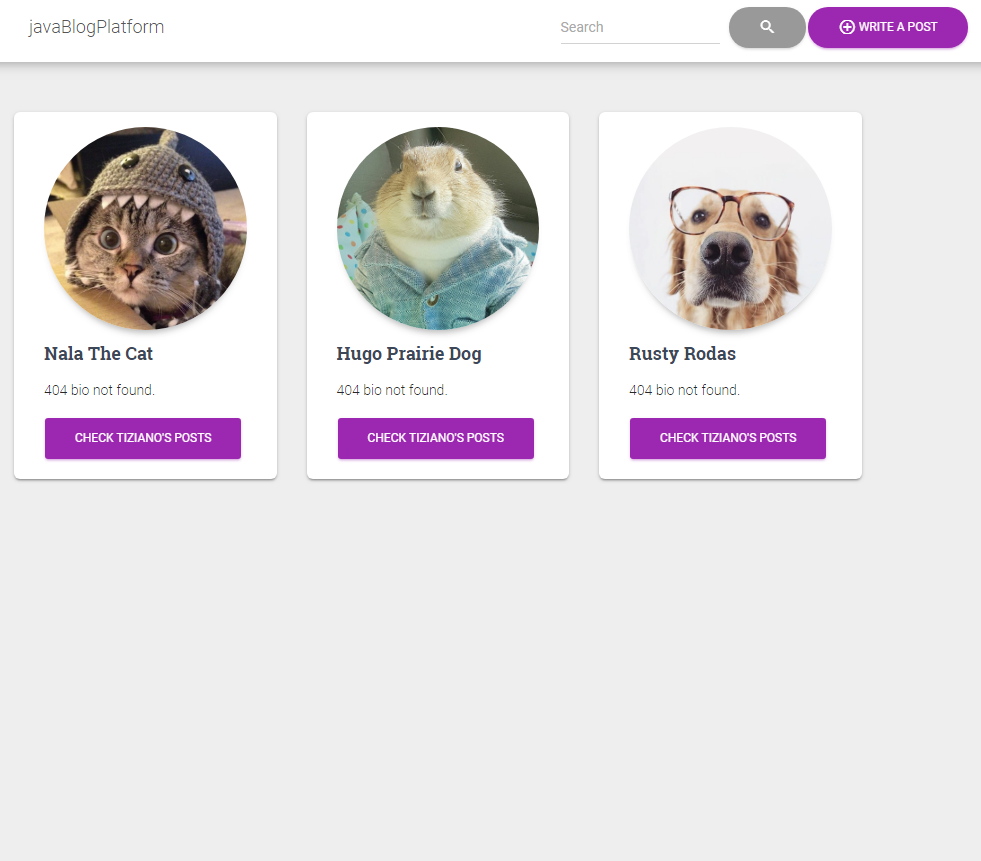 javaBlogPlatform
Search
WRITE A POST
Nala The Cat
404 bio not found.
CHECK TIZIANO'S POSTS
Hugo Prairie Dog
404 bio not found.
CHECK TIZIANO'S POSTS
Rusty Rodas
404 bio not found.
CHECK TIZIANO'S POSTS